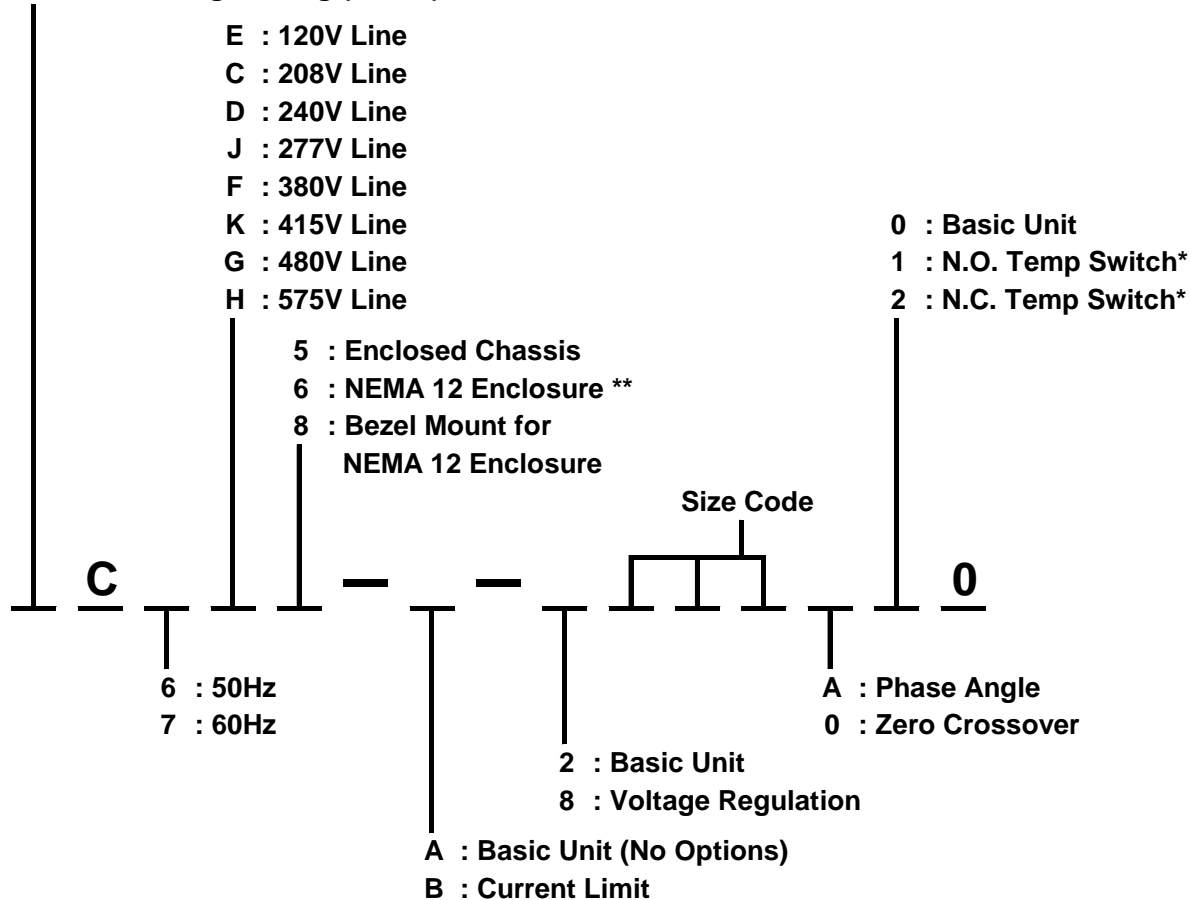 E : 120V Line
C : 208V Line
D : 240V Line
J : 277V Line
F : 380V Line
K : 415V Line
G : 480V Line
H : 575V Line
0 : Basic Unit
1 : N.O. Temp Switch*
2 : N.C. Temp Switch*
5 : Enclosed Chassis
6 : NEMA 12 Enclosure **
8 : Bezel Mount for
NEMA 12 Enclosure
Size Code
C – – 0
6 : 50Hz
7 : 60Hz
A : Phase Angle
0 : Zero Crossover
2 : Basic Unit
8 : Voltage Regulation
A : Basic Unit (No Options)
B : Current Limit